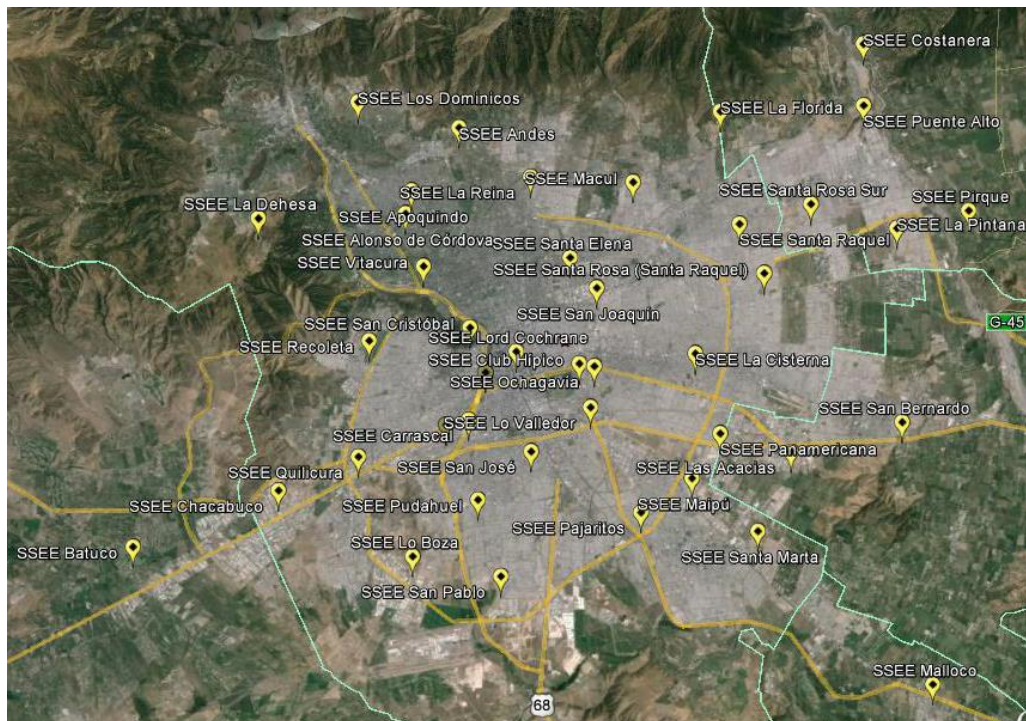 SSEE Costanera
SSEE Los Dominicos
SSEE La Florida
SSEE Puente Alto
SSEE Andes
SSEE Macul
SSEE La Reina
SSEE Santa Rosa Sur
SSEE Pirque
SSEE La Dehesa
SSEE Apoquindo
SSEE La Pintana
SSEE Alonso de Córdova
SSEE Santa Elena
SSEE Santa Raquel
SSEE Vitacura
SSEE Santa Rosa (Santa Raquel)
SSEE San Joaquin
G-45
SSEE San Cristóbal
SSEE Lord Cochrane
SSEE Recoleta
SSEE Club Hípico
SSEE La Cisterna
SSEE Ochagavia
SSEE San Bernardo
SSEE Lo Valledor
SSEE Carrascal
SSEE Panamericana
SSEE San José
SSEE Las Acacias
SSEE Quilicura
SSEE Chacabuco
SSEE Pudahuel
SSEE Maipú
SSEE Pajaritos
SSEE Lo Boza
SSEE Batuco
SSEE Santa Marta
SSEE San Pablo
SSEE Malloco
68